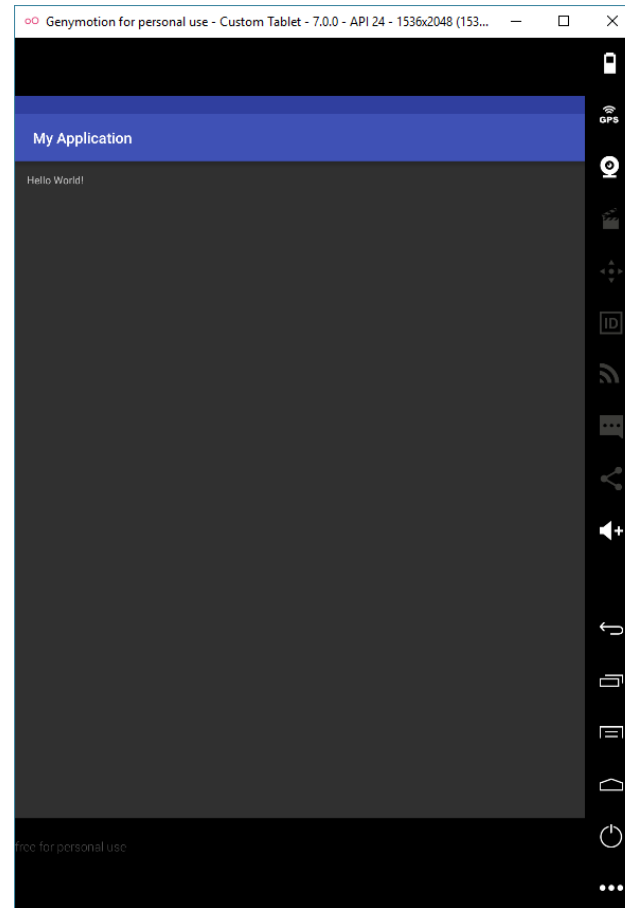 Genymotion for personal use - Custom Tablet - 7.0.0 - API 24 - 1536x2048 (153...
GPS
My Application
Hello World!
ID
free for personal use